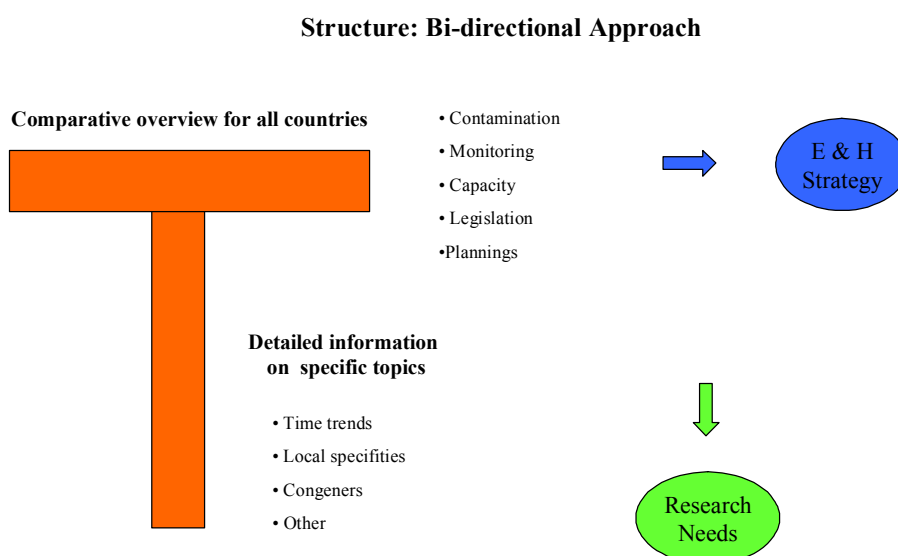 Structure: Bi-directional Approach
Comparative overview for all countries
• Contamination
• Monitoring
• Capacity
• Legislation
•Plannings
E & H
Strategy
Detailed information
on specific topics
• Time trends
• Local specifities
• Congeners
• Other
Research
Needs